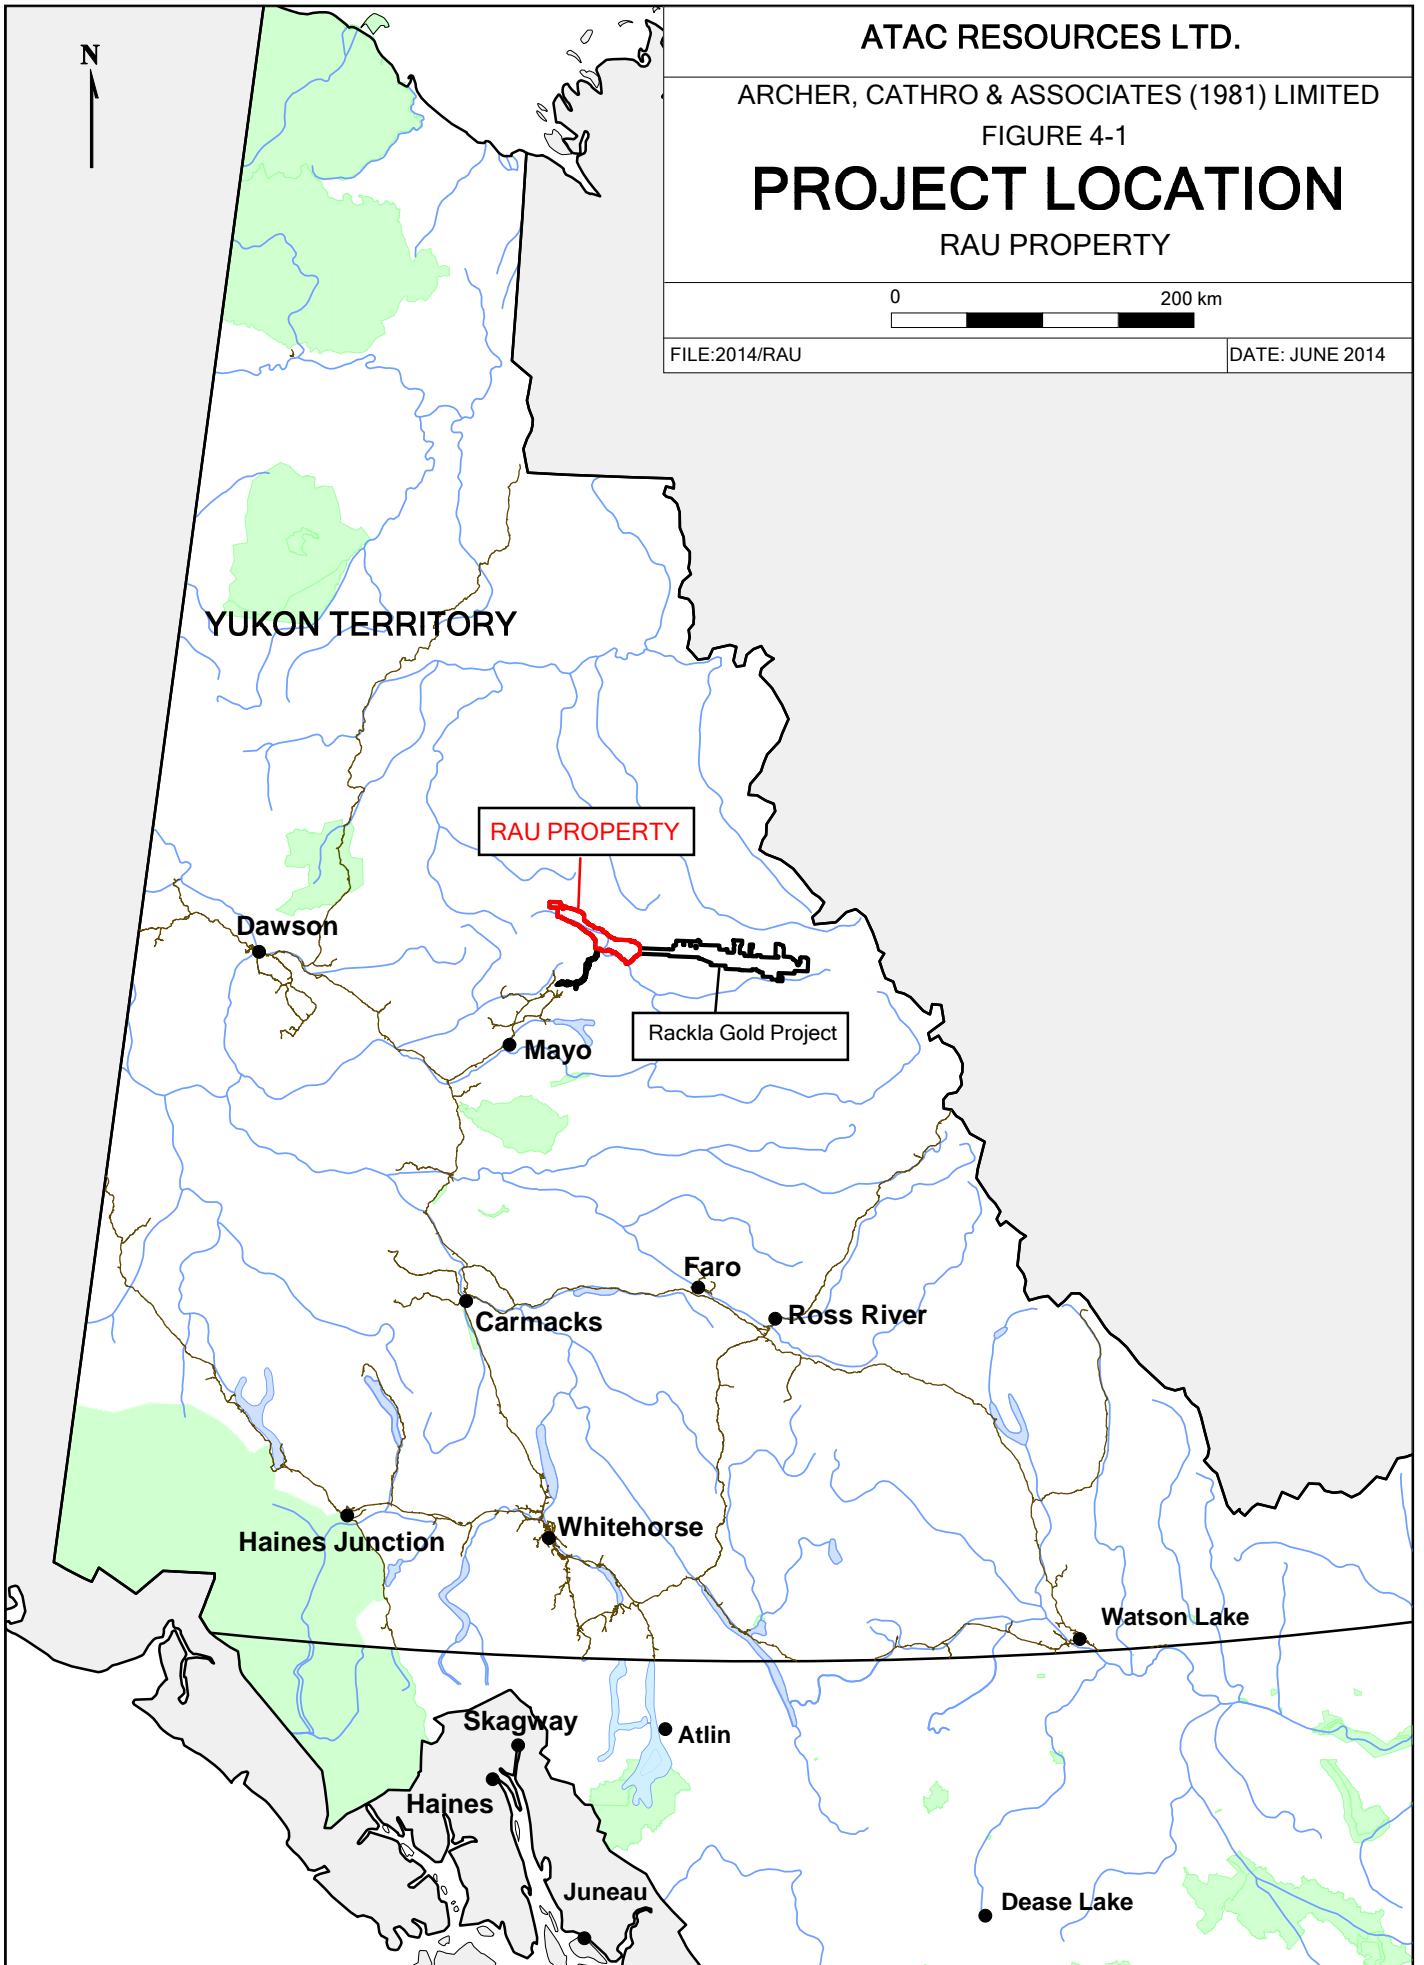 ATAC RESOURCES LTD.
ARCHER, CATHRO & ASSOCIATES (1981) LIMITED
FIGURE 4-1
PROJECT LOCATION
RAU PROPERTY
0 200 km
FILE:2014/RAU
DATE: JUNE 2014
N
YUKON TERRITORY
RAU PROPERTY
Dawson
Rackla Gold Project
Mayo
Faro
Ross River
Carmacks
Whitehorse
Haines Junction
Watson Lake
Skagway
Atlin
Haines
Juneau
Dease Lake